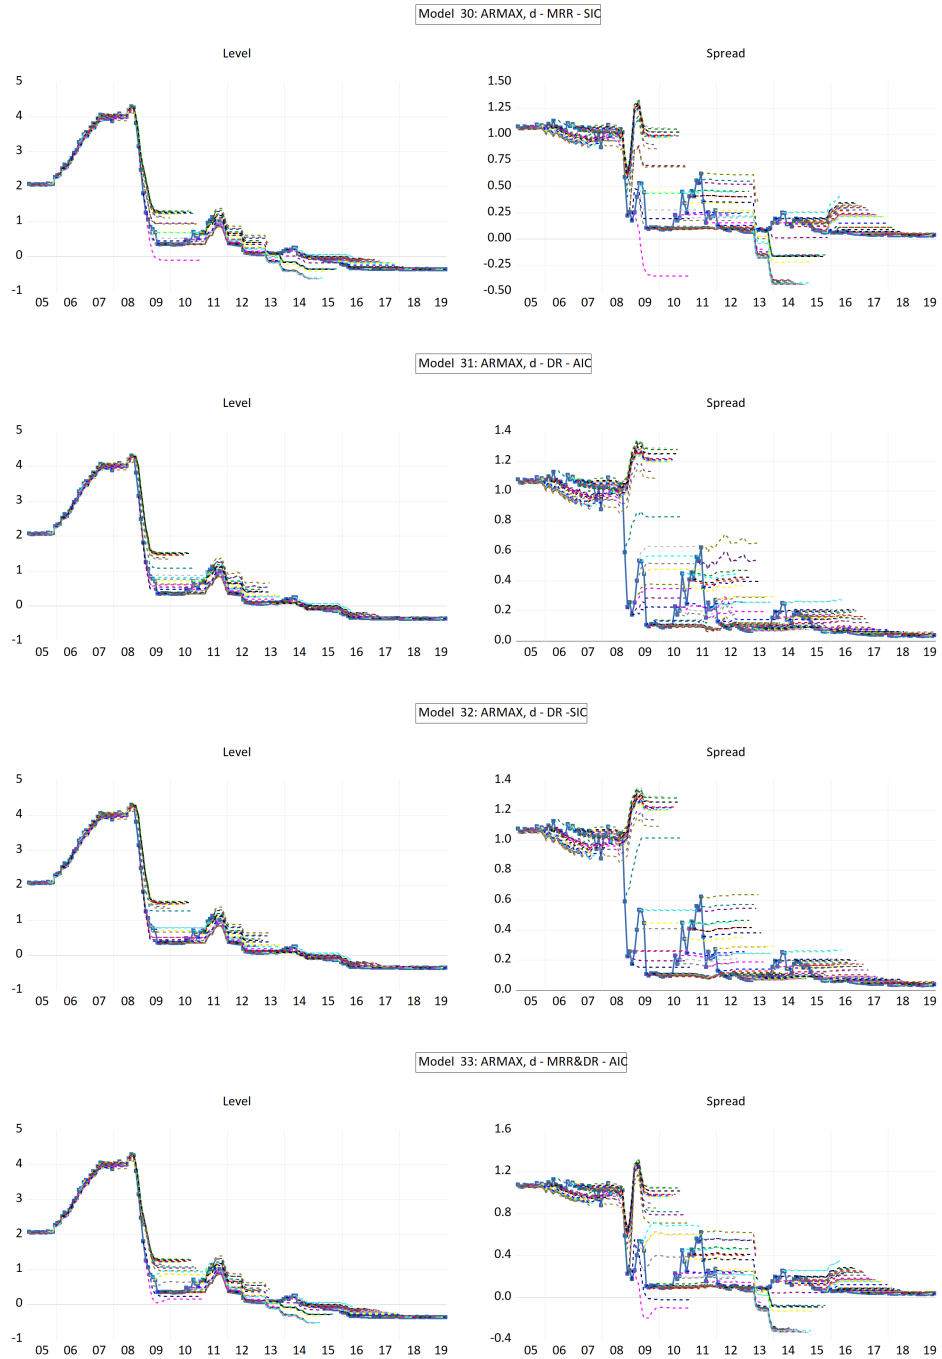 Model 30: ARMAX, d - MRR - SIC
Level
Spread
5
4
3
2
1
0
-1
05 06 07 08 09 10 11 12 13 14 15 16 17 18 19
1.50
1.25
1.00
0.75
0.50
0.25
0.00
-0.25
-0.50
05 06 07 08 09 10 11 12 13 14 15 16 17 18 19
Model 31: ARMAX, d - DR - AIC
Level
Spread
5
4
3
2
1
0
-1
05 06 07 08 09 10 11 12 13 14 15 16 17 18 19
1.4
1.2
1.0
0.8
0.6
0.4
0.2
0.0
05 06 07 08 09 10 11 12 13 14 15 16 17 18 19
Model 32: ARMAX, d - DR -SIC
Level
Spread
5
4
3
2
1
0
-1
05 06 07 08 09 10 11 12 13 14 15 16 17 18 19
1.4
1.2
1.0
0.8
0.6
0.4
0.2
0.0
05 06 07 08 09 10 11 12 13 14 15 16 17 18 19
Model 33: ARMAX, d - MRR&DR - AIC
Level
Spread
5
4
3
2
1
0
-1
05 06 07 08 09 10 11 12 13 14 15 16 17 18 19
1.6
1.2
0.8
0.4
0.0
-0.4
05 06 07 08 09 10 11 12 13 14 15 16 17 18 19